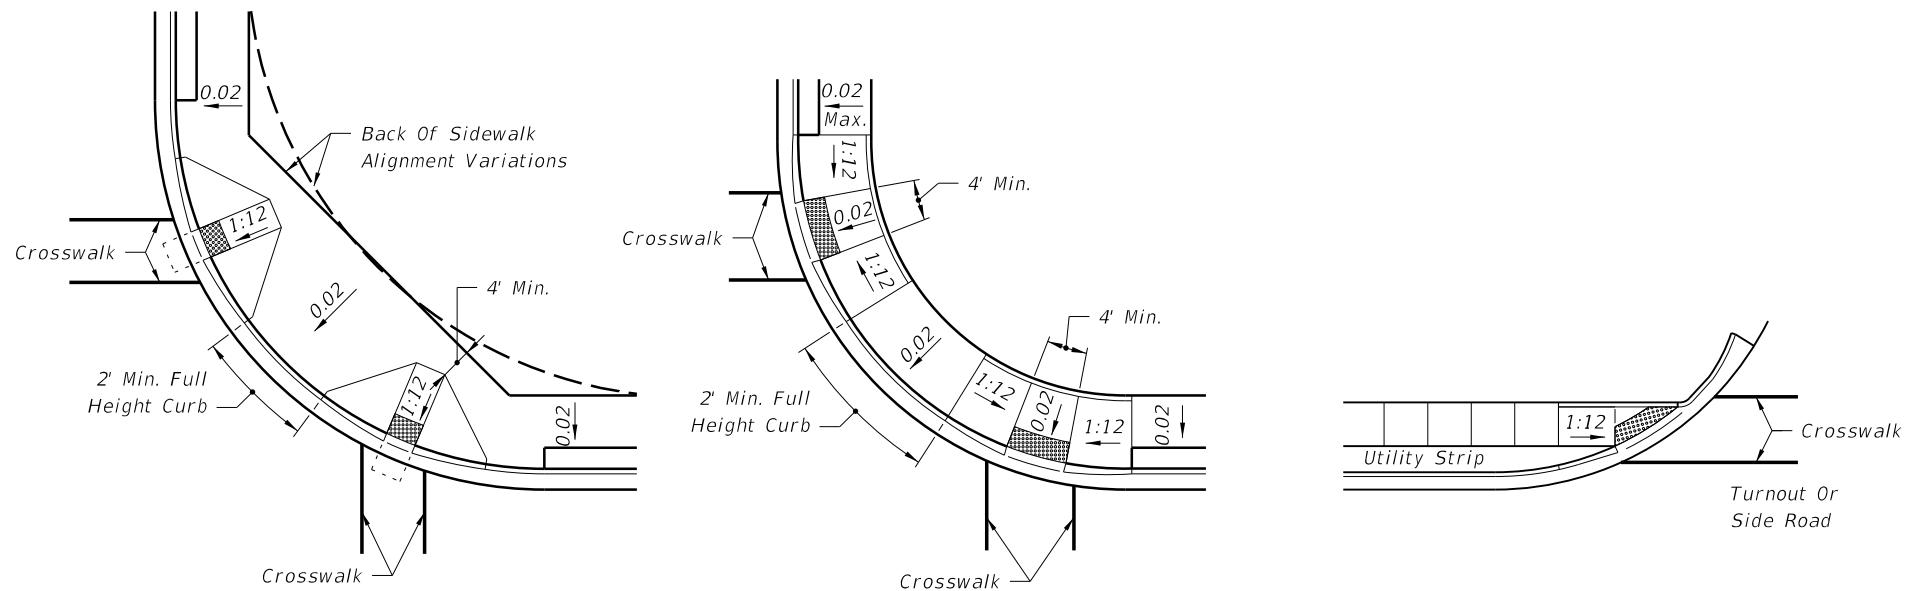 0.02
Back Of Sidewalk
Alignment Variations
1:12
Crosswalk
0.02
4' Min.
2' Min. Full
Height Curb
1:12
0.02
Crosswalk
0.02
Max.
1:12
4' Min.
0.02
Crosswalk
1:12
4' Min.
0.02
2' Min. Full
Height Curb
1:12
0.02
1:12
0.02
Crosswalk
1:12
Crosswalk
Utility Strip
Turnout Or
Side Road